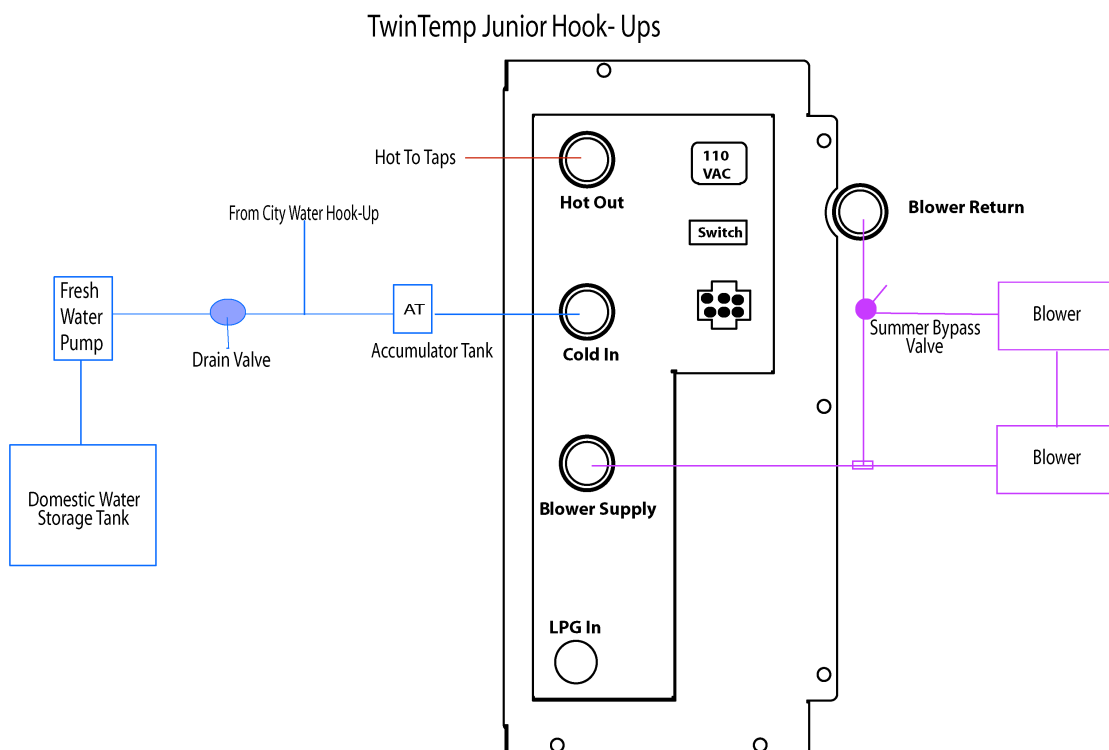 TwinTemp Junior Hook- Ups
Hot To Taps
110
VAC
Hot Out
From City Water Hook-Up
Blower Return
Switch
Fresh
Water
Pump
AT
Drain Valve
Accumulator Tank
Cold In
Summer Bypass
Valve
Blower
Blower
Domestic Water
Storage Tank
Blower Supply
LPG In